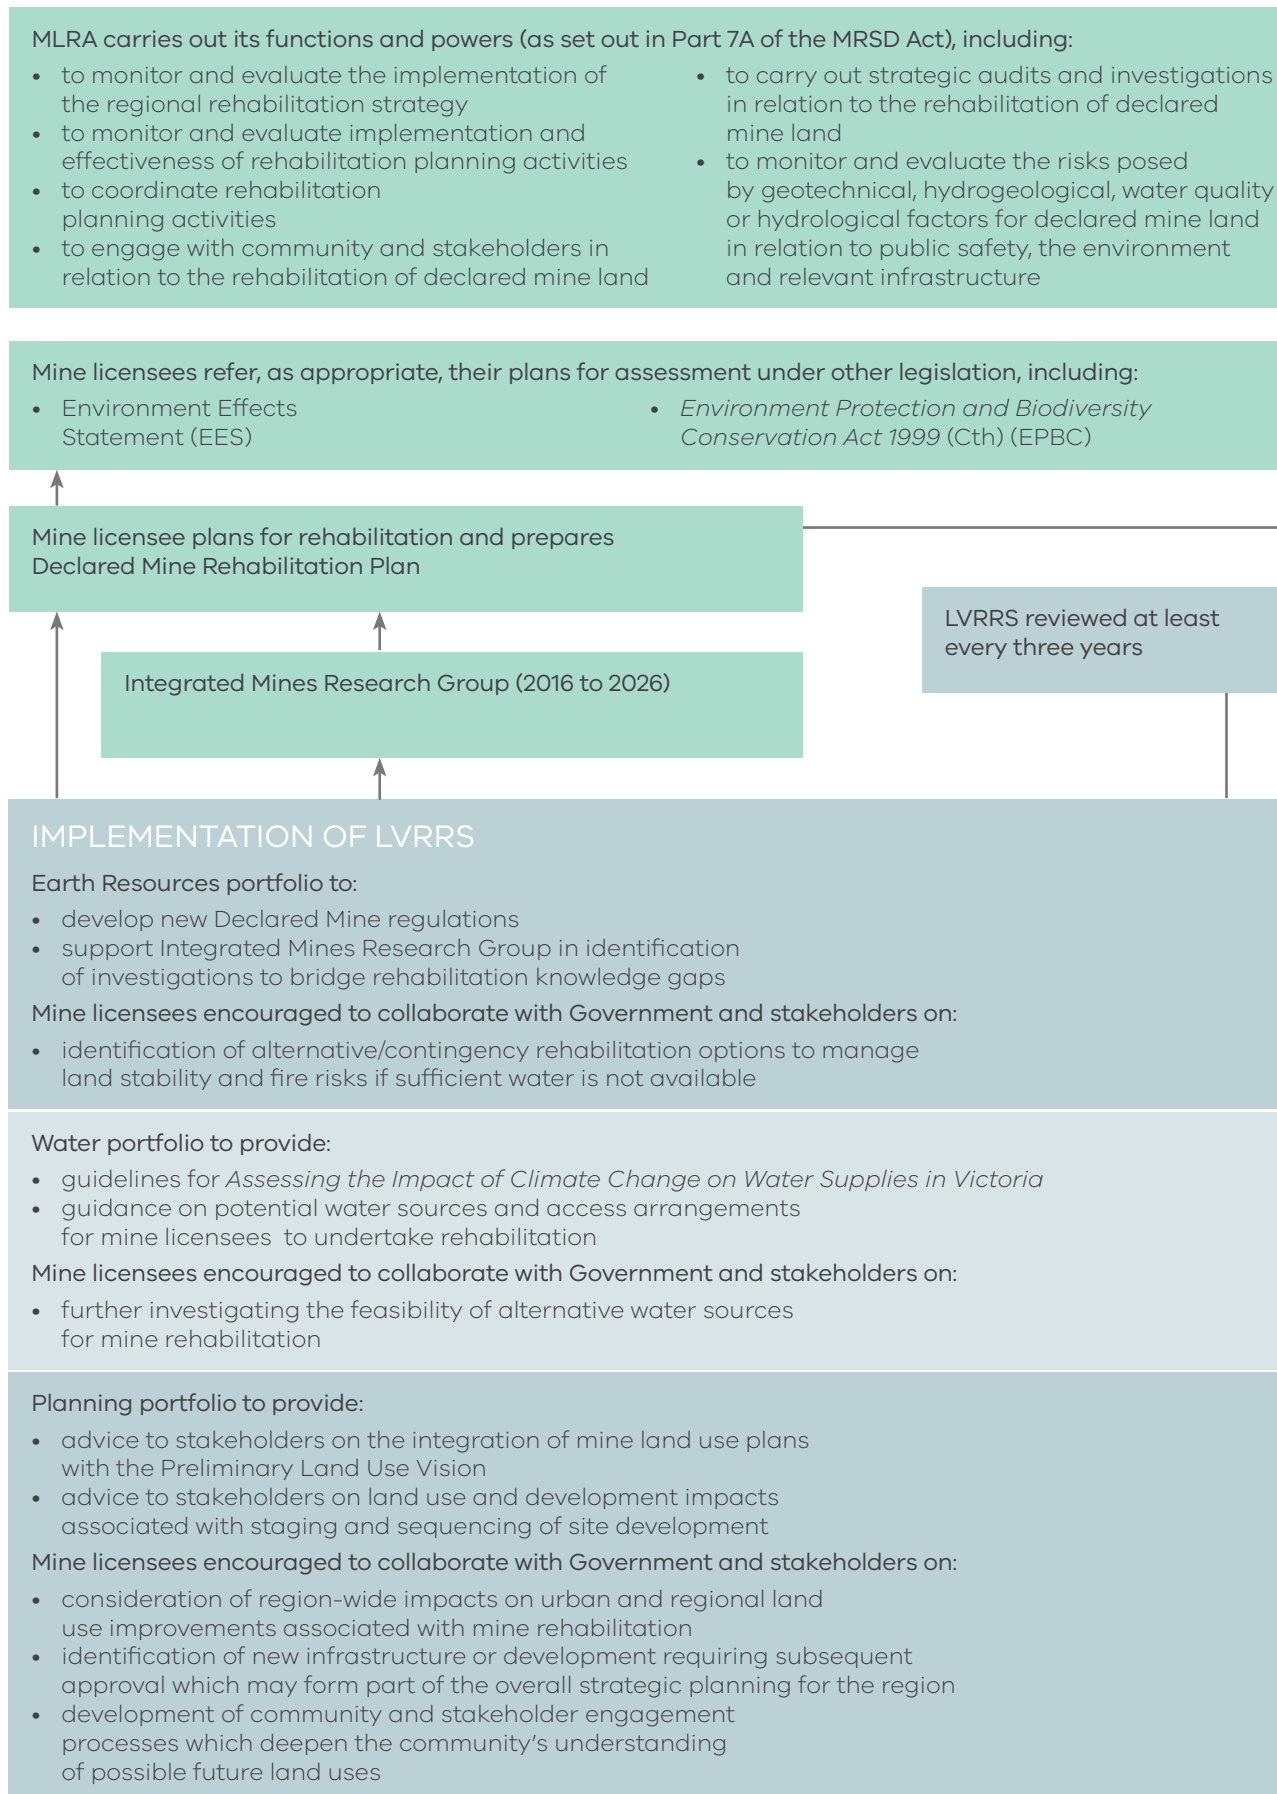 MLRA carries out its functions and powers (as set out in Part 7A of the MRSD Act), including:
• to monitor and evaluate the implementation of
the regional rehabilitation strategy
• to monitor and evaluate implementation and
effectiveness of rehabilitation planning activities
• to coordinate rehabilitation
planning activities
• to engage with community and stakeholders in
relation to the rehabilitation of declared mine land
• to carry out strategic audits and investigations
in relation to the rehabilitation of declared
mine land
• to monitor and evaluate the risks posed
by geotechnical, hydrogeological, water quality
or hydrological factors for declared mine land
in relation to public safety, the environment
and relevant infrastructure
Mine licensees refer, as appropriate, their plans for assessment under other legislation, including:
• Environment Effects
Statement (EES)
• Environment Protection and Biodiversity
Conservation Act 1999 (Cth) (EPBC)
Mine licensee plans for rehabilitation and prepares
Declared Mine Rehabilitation Plan
LVRRS reviewed at least
every three years
Integrated Mines Research Group (2016 to 2026)
IMPLEMENTATION OF LVRRS
Earth Resources portfolio to:
• develop new Declared Mine regulations
• support Integrated Mines Research Group in identification
of investigations to bridge rehabilitation knowledge gaps
Mine licensees encouraged to collaborate with Government and stakeholders on:
• identification of alternative/contingency rehabilitation options to manage
land stability and fire risks if sufficient water is not available
Water portfolio to provide:
• guidelines for Assessing the Impact of Climate Change on Water Supplies in Victoria
• guidance on potential water sources and access arrangements
for mine licensees to undertake rehabilitation
Mine licensees encouraged to collaborate with Government and stakeholders on:
• further investigating the feasibility of alternative water sources
for mine rehabilitation
Planning portfolio to provide:
• advice to stakeholders on the integration of mine land use plans
with the Preliminary Land Use Vision
• advice to stakeholders on land use and development impacts
associated with staging and sequencing of site development
Mine licensees encouraged to collaborate with Government and stakeholders on:
• consideration of region-wide impacts on urban and regional land
use improvements associated with mine rehabilitation
• identification of new infrastructure or development requiring subsequent
approval which may form part of the overall strategic planning for the region
• development of community and stakeholder engagement
processes which deepen the community's understanding
of possible future land uses